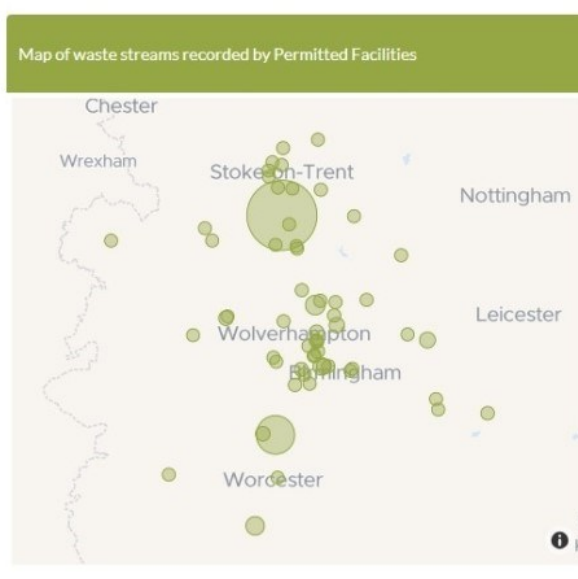 Map of waste streams recorded by Permitted Facilities
Chester
Wrexham
Stoke-on-Trent
Nottingham
Leicester
Wolverhampton
Birmingham
Worcester